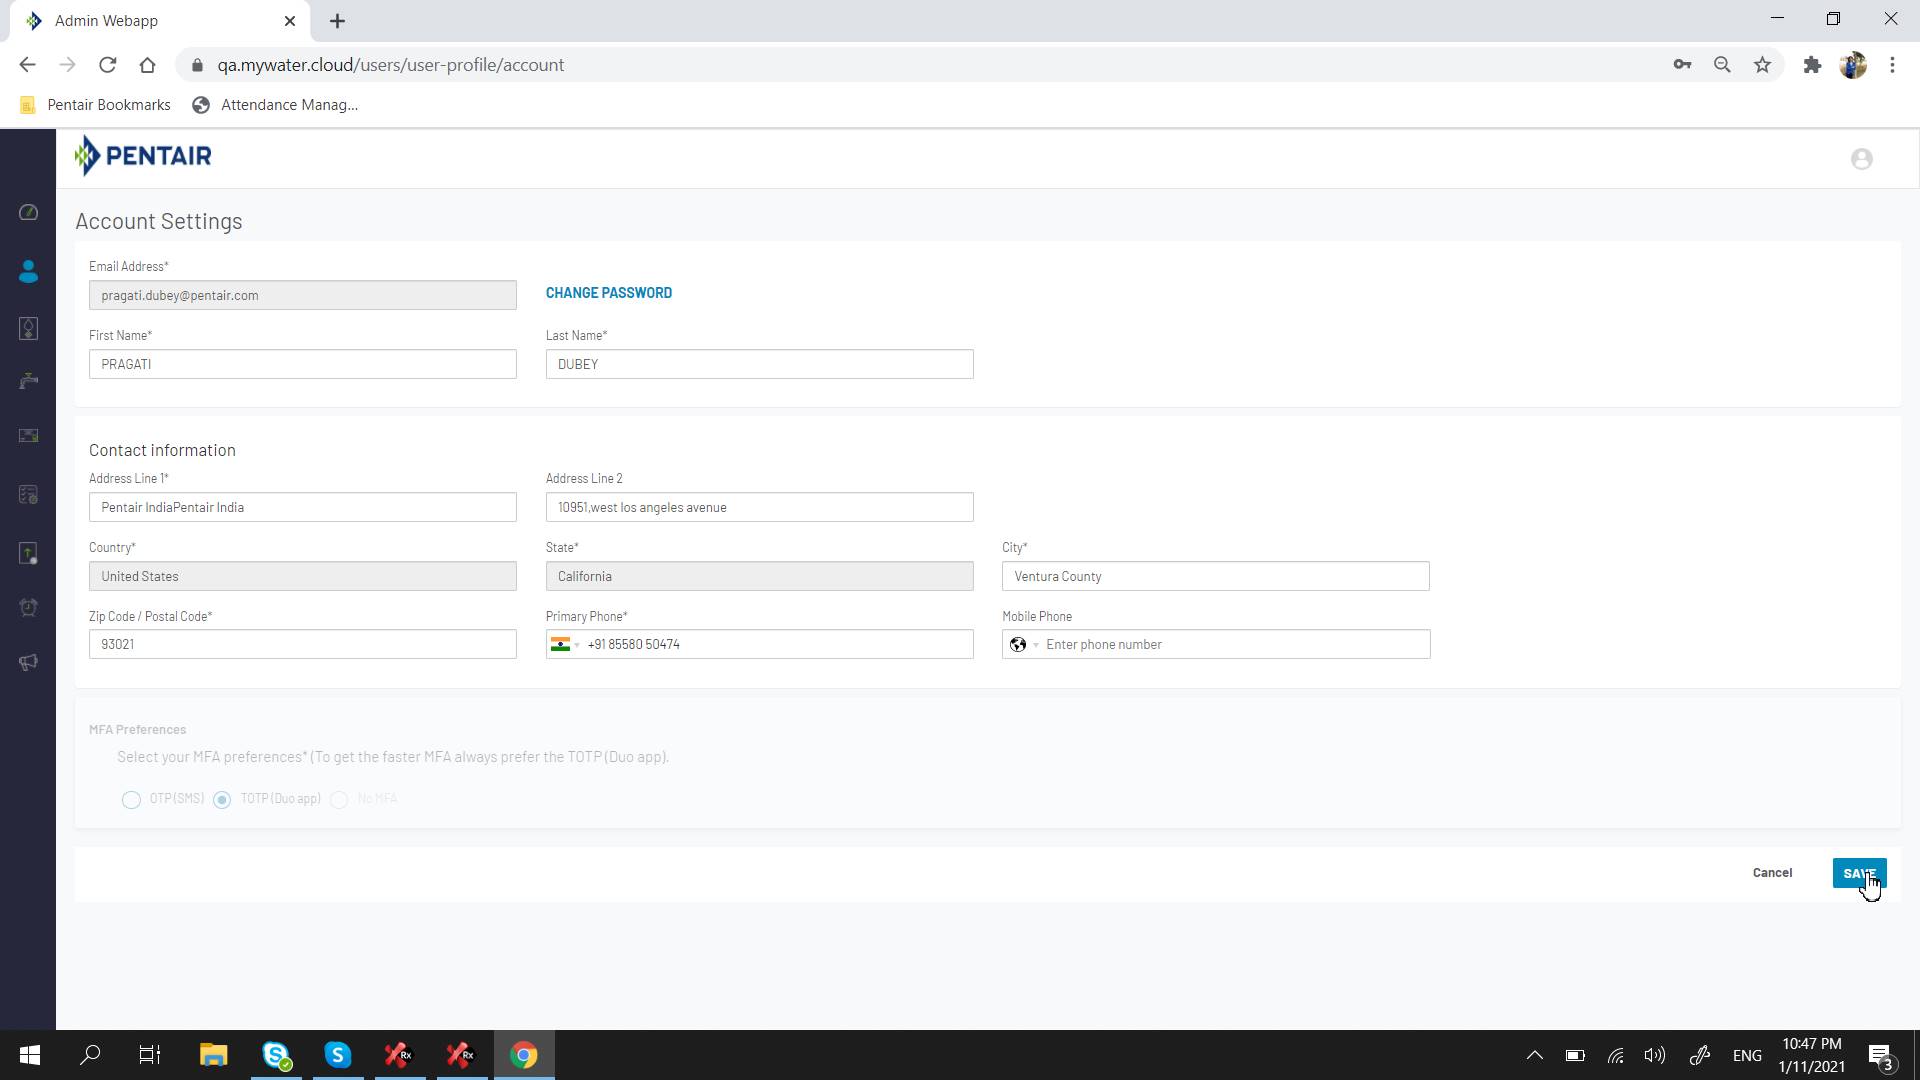 Admin Webapp
qa.mywater.cloud/users/user-profile/account
Pentair Bookmarks
Attendance Manag...
PENTAIR
Account Settings
Email Address*
pragati.dubey@pentair.com
CHANGE PASSWORD
First Name*
Last Name*
PRAGATI
DUBEY
Contact information
Address Line 1*
Address Line 2
Pentair IndiaPentair India
10951,west los angeles avenue
Country*
State*
City*
United States
California
Ventura County
Zip Code / Postal Code*
Primary Phone*
Mobile Phone
93021
+91 85580 50474
Enter phone number
MFA Preferences
Select your MFA preferences* (To get the faster MFA always prefer the TOTP (Duo app).
OTP (SMS)
TOTP (Duo app)
No MFA
Cancel
SAVE
Rx
Rx
ENG
10:47 PM
1/11/2021
3